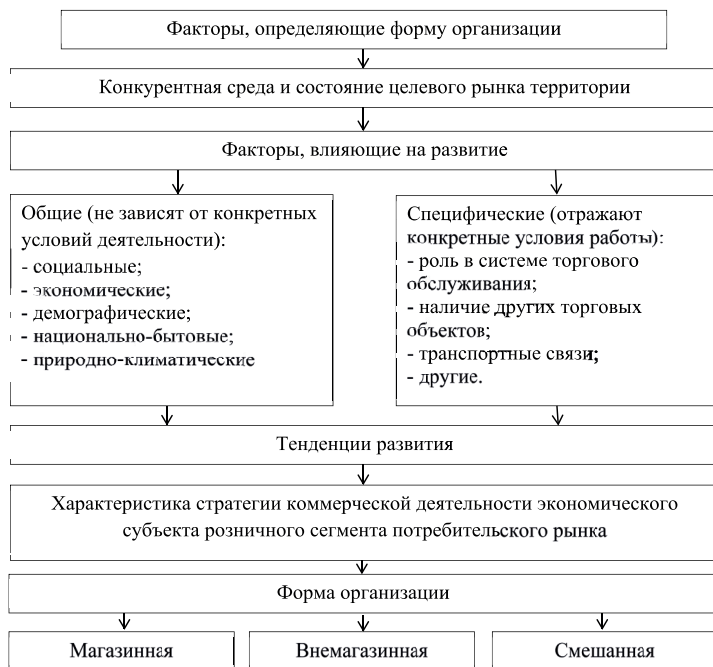 Факторы, определяющие форму организации
Конкурентная среда и состояние целевого рынка территории
Факторы, влияющие на развитие
Общие (не зависят от конкретных
условий деятельности):
- социальные;
- экономические;
- демографические;
- национально-бытовые;
- природно-климатические
Специфические (отражают
конкретные условия работы):
- роль в системе торгового
обслуживания;
- наличие других торговых
объектов;
- транспортные связи;
- другие.
Тенденции развития
Характеристика стратегии коммерческой деятельности экономического
субъекта розничного сегмента потребительского рынка
Форма организации
Магазинная
Внемагазинная
Смешанная